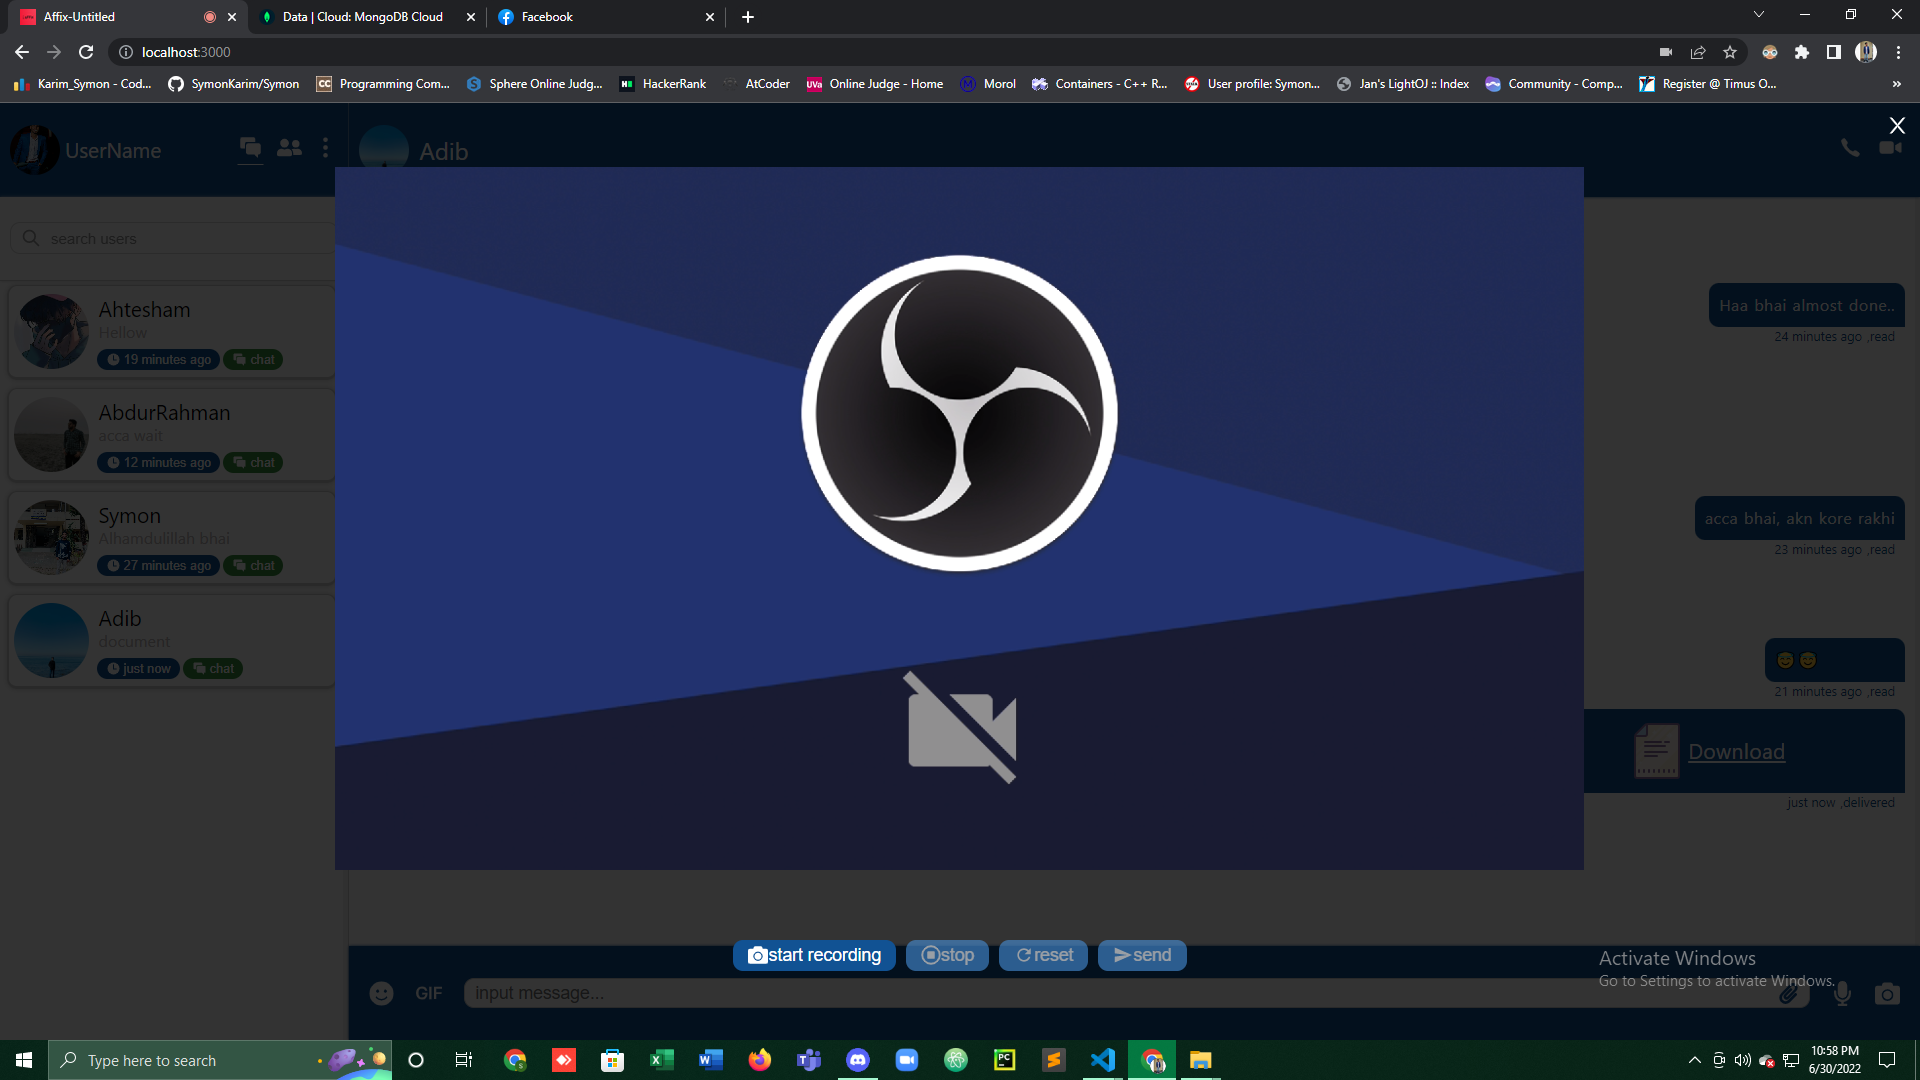 Affix-Untitled
Data | Cloud: MongoDB Cloud
Facebook
localhost:3000
Karim_Symon - Cod...
SymonKarim/Symon
CC
Programming Com...
Sphere Online Judg...
HackerRank
AtCoder
UVa
Online Judge - Home
Morol
Containers - C++ R...
User profile: Symon...
Jan's LightOJ :: Index
Community - Comp...
Register @ Timus O...
»
UserName
Adib
X
search users
Ahtesham
Hellow
19 minutes ago chat
AbdurRahman
acca wait
12 minutes ago chat
Symon
Alhamdulillah bhai
27 minutes ago chat
Adib
document
just now chat
Haa bhai almost done..
24 minutes ago ,read
acca bhai, akn kore rakhi
23 minutes ago ,read
21 minutes ago ,read
Download
just now ,delivered
start recording
stop
reset
send
GIF
input message...
Activate Windows
Go to Settings to activate Windows.
Type here to search
10:58 PM
6/30/2022